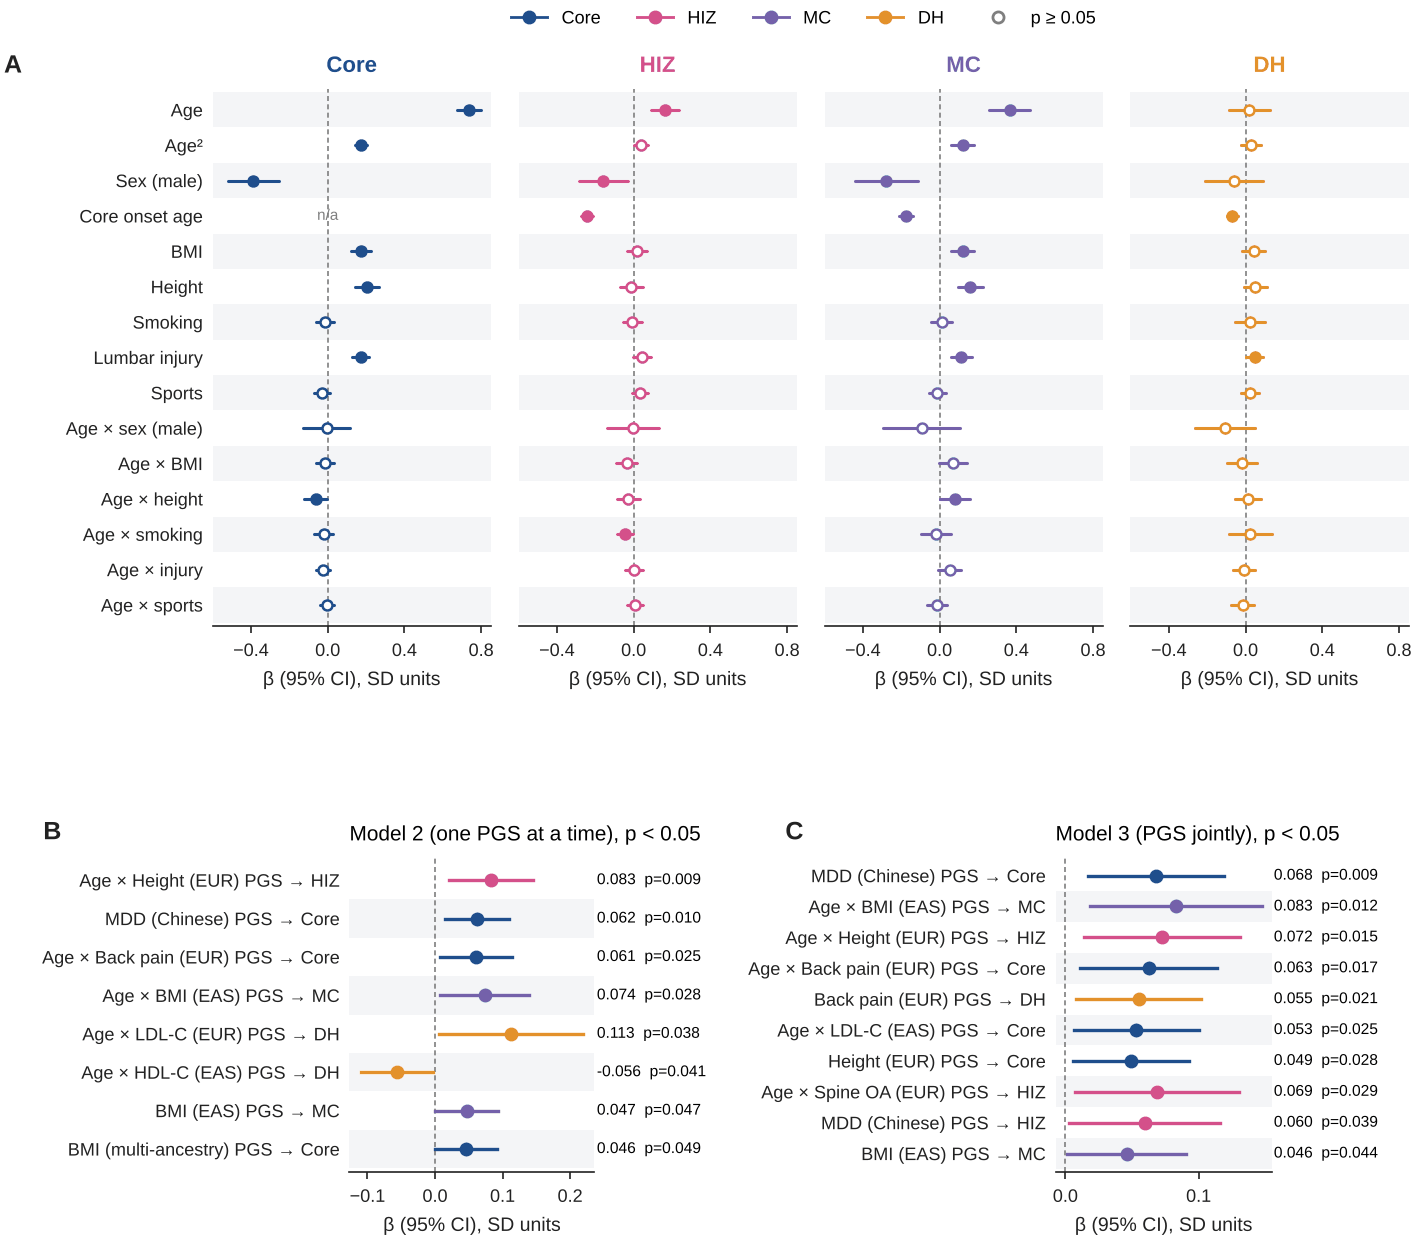 Core HIZ MC DH p ≥ 0.05
A
Core HIZ MC DH
Age
Age²
Sex (male)
Core onset age n/a
BMI
Height
Smoking
Lumbar injury
Sports
Age × sex (male)
Age × BMI
Age × height
Age × smoking
Age × injury
Age × sports
−0.4 0.0 0.4 0.8 −0.4 0.0 0.4 0.8 −0.4 0.0 0.4 0.8 −0.4 0.0 0.4 0.8
β (95% CI), SD units β (95% CI), SD units β (95% CI), SD units β (95% CI), SD units
B
Model 2 (one PGS at a time), p < 0.05
Age × Height (EUR) PGS → HIZ 0.083 p=0.009
MDD (Chinese) PGS → Core 0.062 p=0.010
Age × Back pain (EUR) PGS → Core 0.061 p=0.025
Age × BMI (EAS) PGS → MC 0.074 p=0.028
Age × LDL-C (EUR) PGS → DH 0.113 p=0.038
Age × HDL-C (EAS) PGS → DH -0.056 p=0.041
BMI (EAS) PGS → MC 0.047 p=0.047
BMI (multi-ancestry) PGS → Core 0.046 p=0.049
−0.1 0.0 0.1 0.2
β (95% CI), SD units
C
Model 3 (PGS jointly), p < 0.05
MDD (Chinese) PGS → Core 0.068 p=0.009
Age × BMI (EAS) PGS → MC 0.083 p=0.012
Age × Height (EUR) PGS → HIZ 0.072 p=0.015
Age × Back pain (EUR) PGS → Core 0.063 p=0.017
Back pain (EUR) PGS → DH 0.055 p=0.021
Age × LDL-C (EAS) PGS → Core 0.053 p=0.025
Height (EUR) PGS → Core 0.049 p=0.028
Age × Spine OA (EUR) PGS → HIZ 0.069 p=0.029
MDD (Chinese) PGS → HIZ 0.060 p=0.039
BMI (EAS) PGS → MC 0.046 p=0.044
0.0 0.1
β (95% CI), SD units